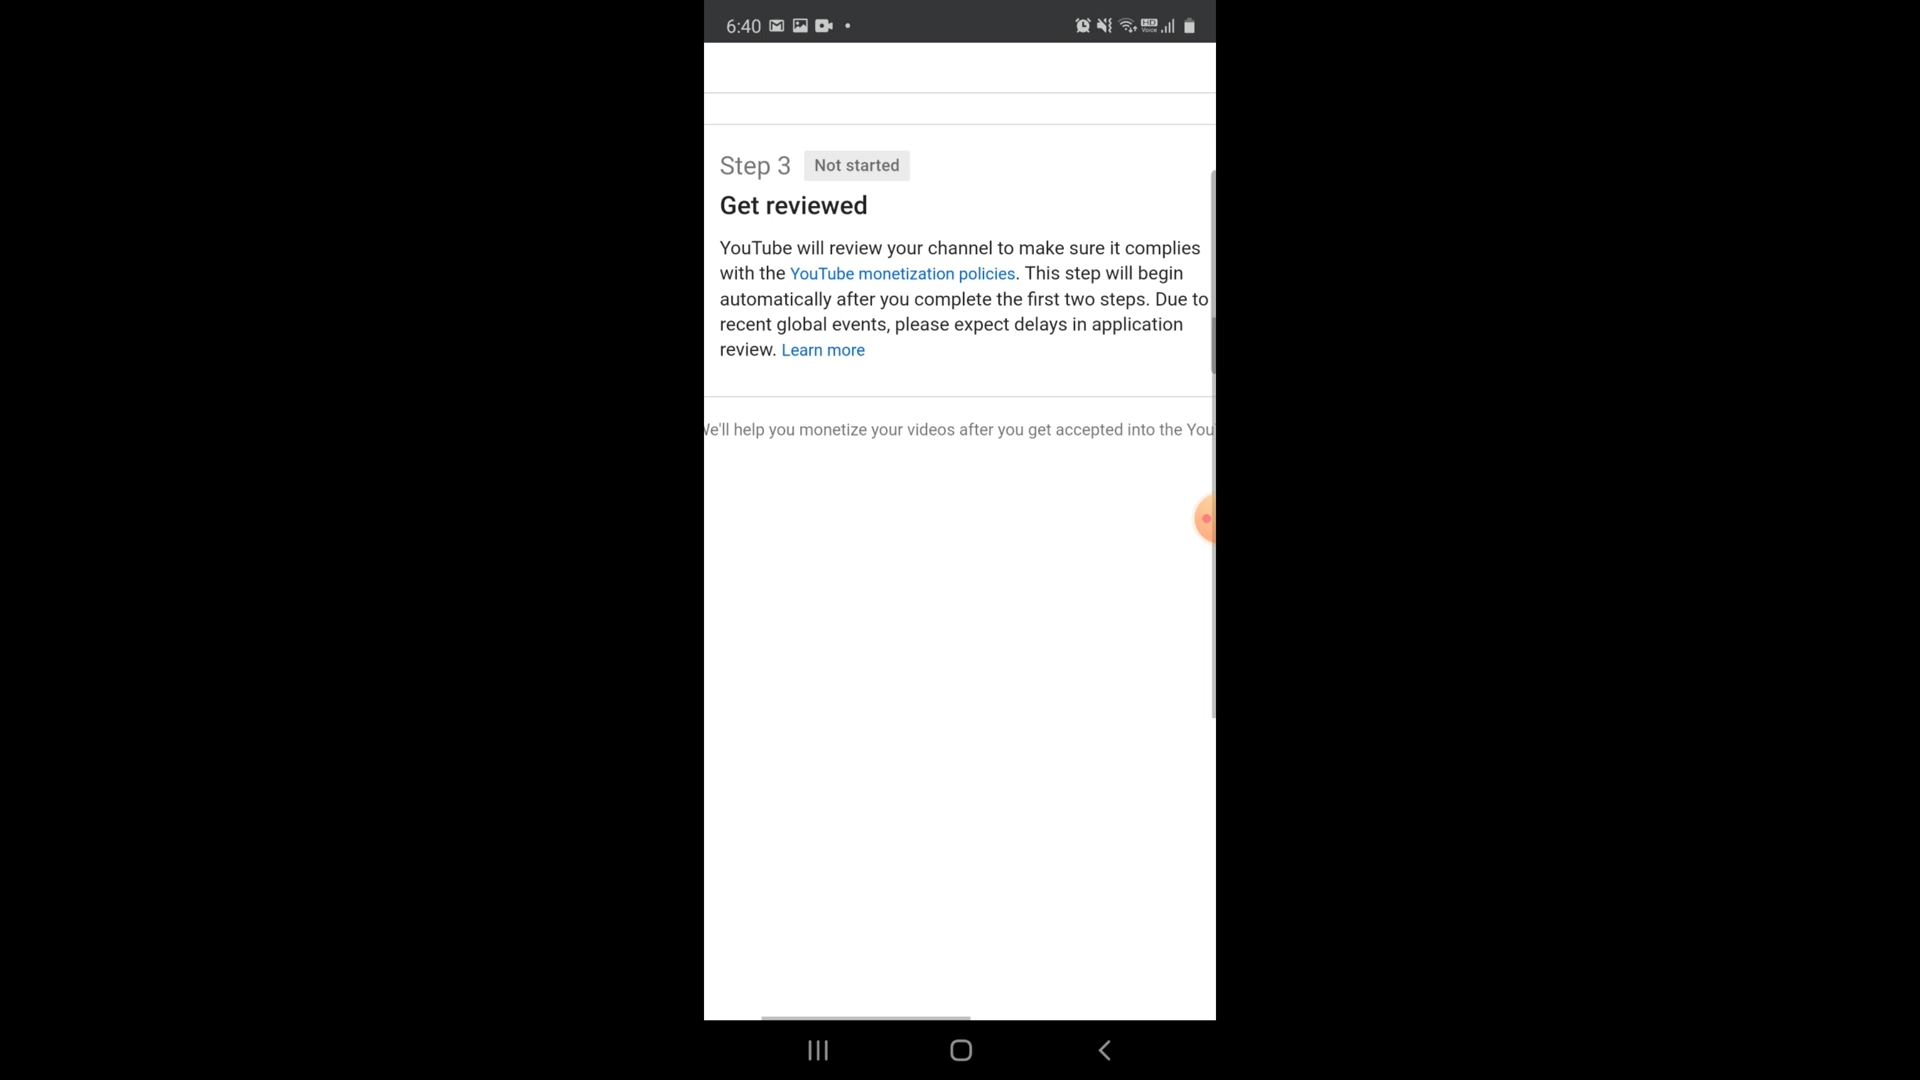 6:40
Step 3 Not started
Get reviewed
YouTube will review your channel to make sure it complies
with the YouTube monetization policies. This step will begin
automatically after you complete the first two steps. Due to
recent global events, please expect delays in application
review. Learn more
We'll help you monetize your videos after you get accepted into the You